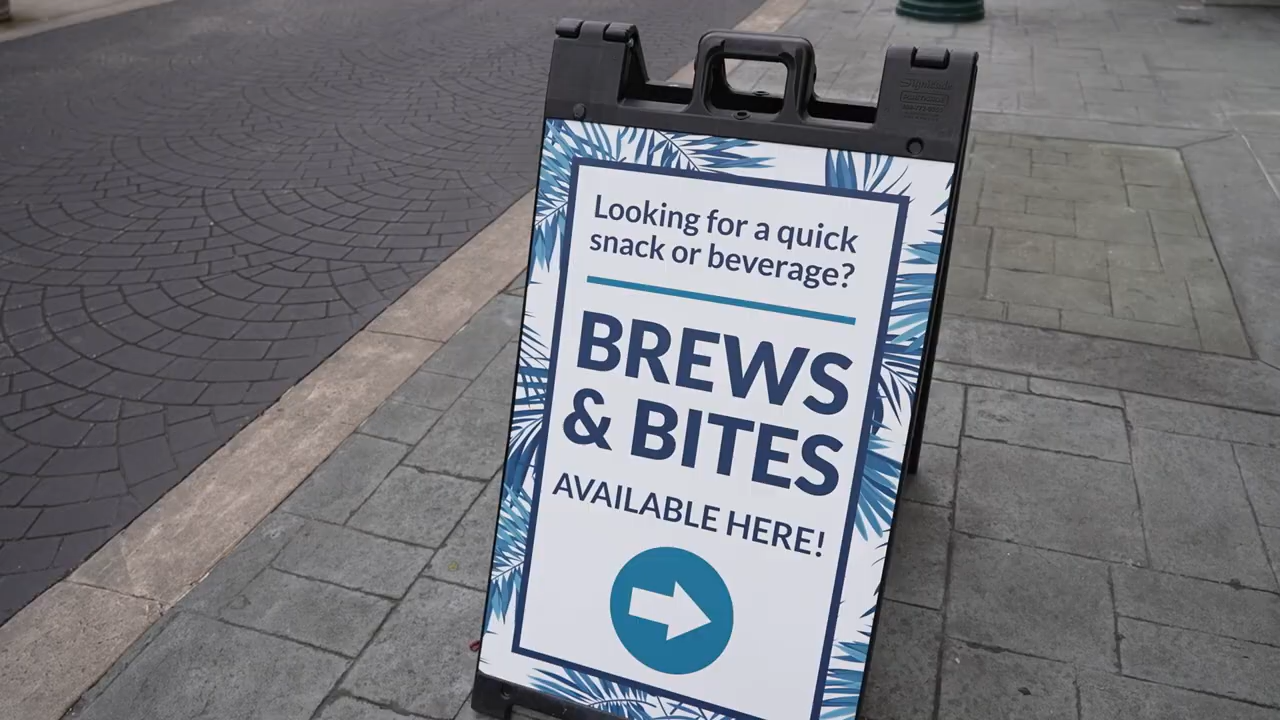 Looking for a quick
snack or beverage?
BREWS
& BITES
AVAILABLE HERE!